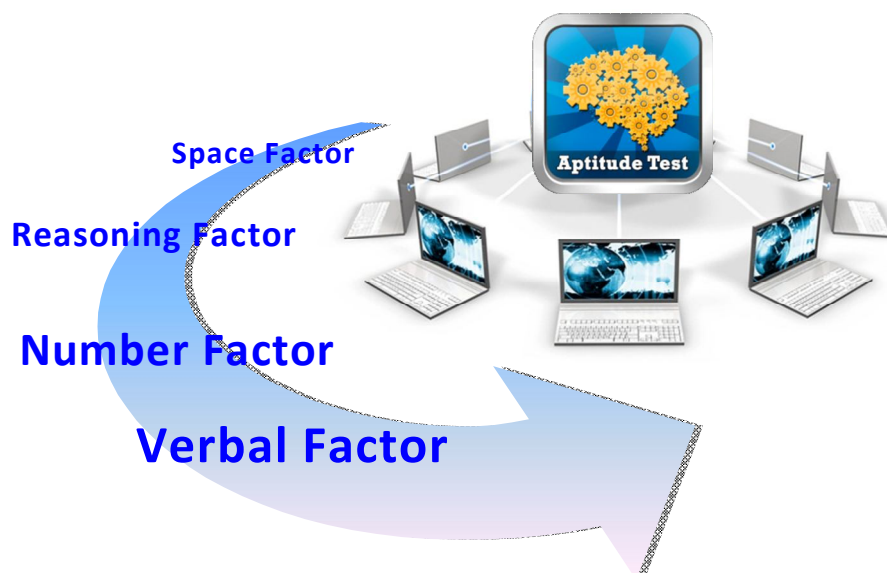 Aptitude Test
Space Factor
Reasoning Factor
Number Factor
Verbal Factor